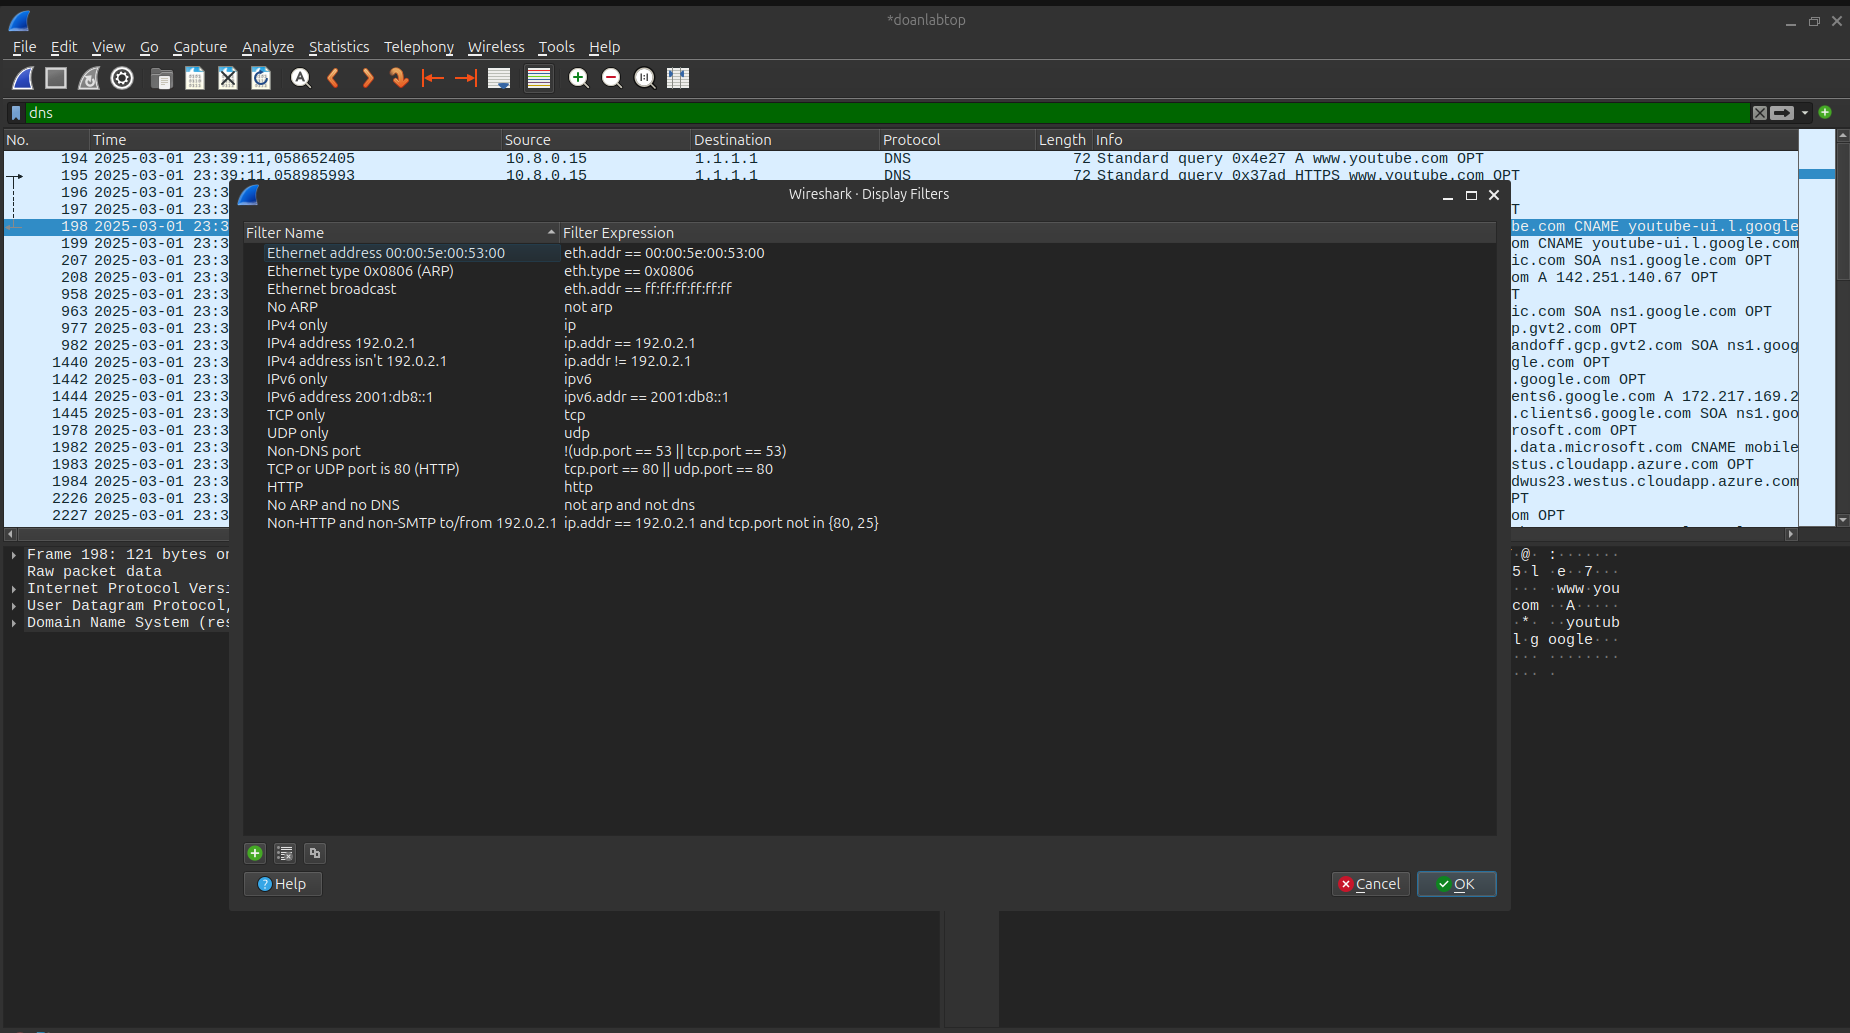 *doanlabtop
File Edit View Go Capture Analyze Statistics Telephony Wireless Tools Help
dns
No. Time Source Destination Protocol Length Info
194 2025-03-01 23:39:11,058652405 10.8.0.15 1.1.1.1 DNS 72 Standard query 0x4e27 A www.youtube.com OPT
195 2025-03-01 23:39:11,058985993 10.8.0.15 1.1.1.1 DNS 72 Standard query 0x37ad HTTPS www.youtube.com OPT
196 2025-03-01 23:3
197 2025-03-01 23:3 T
198 2025-03-01 23:3 be.com CNAME youtube-ui.l.google
199 2025-03-01 23:3 om CNAME youtube-ui.l.google.com
207 2025-03-01 23:3 ic.com SOA ns1.google.com OPT
208 2025-03-01 23:3 om A 142.251.140.67 OPT
958 2025-03-01 23:3 T
963 2025-03-01 23:3 ic.com SOA ns1.google.com OPT
977 2025-03-01 23:3 p.gvt2.com OPT
982 2025-03-01 23:3 andoff.gcp.gvt2.com SOA ns1.goog
1440 2025-03-01 23:3 gle.com OPT
1442 2025-03-01 23:3 .google.com OPT
1444 2025-03-01 23:3 ents6.google.com A 172.217.169.2
1445 2025-03-01 23:3 .clients6.google.com SOA ns1.goo
1978 2025-03-01 23:3 rosoft.com OPT
1982 2025-03-01 23:3 .data.microsoft.com CNAME mobile
1983 2025-03-01 23:3 stus.cloudapp.azure.com OPT
1984 2025-03-01 23:3 dwus23.westus.cloudapp.azure.com
2226 2025-03-01 23:3 PT
2227 2025-03-01 23:3 om OPT
Wireshark · Display Filters
Filter Name Filter Expression
Ethernet address 00:00:5e:00:53:00 eth.addr == 00:00:5e:00:53:00
Ethernet type 0x0806 (ARP) eth.type == 0x0806
Ethernet broadcast eth.addr == ff:ff:ff:ff:ff:ff
No ARP not arp
IPv4 only ip
IPv4 address 192.0.2.1 ip.addr == 192.0.2.1
IPv4 address isn't 192.0.2.1 ip.addr != 192.0.2.1
IPv6 only ipv6
IPv6 address 2001:db8::1 ipv6.addr == 2001:db8::1
TCP only tcp
UDP only udp
Non-DNS port !(udp.port == 53 || tcp.port == 53)
TCP or UDP port is 80 (HTTP) tcp.port == 80 || udp.port == 80
HTTP http
No ARP and no DNS not arp and not dns
Non-HTTP and non-SMTP to/from 192.0.2.1 ip.addr == 192.0.2.1 and tcp.port not in {80, 25}
Help Cancel OK
Frame 198: 121 bytes on
Raw packet data
Internet Protocol Versi
User Datagram Protocol,
Domain Name System (res
·@· :·······
5·l ·e··7···
···· ·www·you
com ··A·····
·*· ··youtub
l·g oogle···
··· ········
··· ·